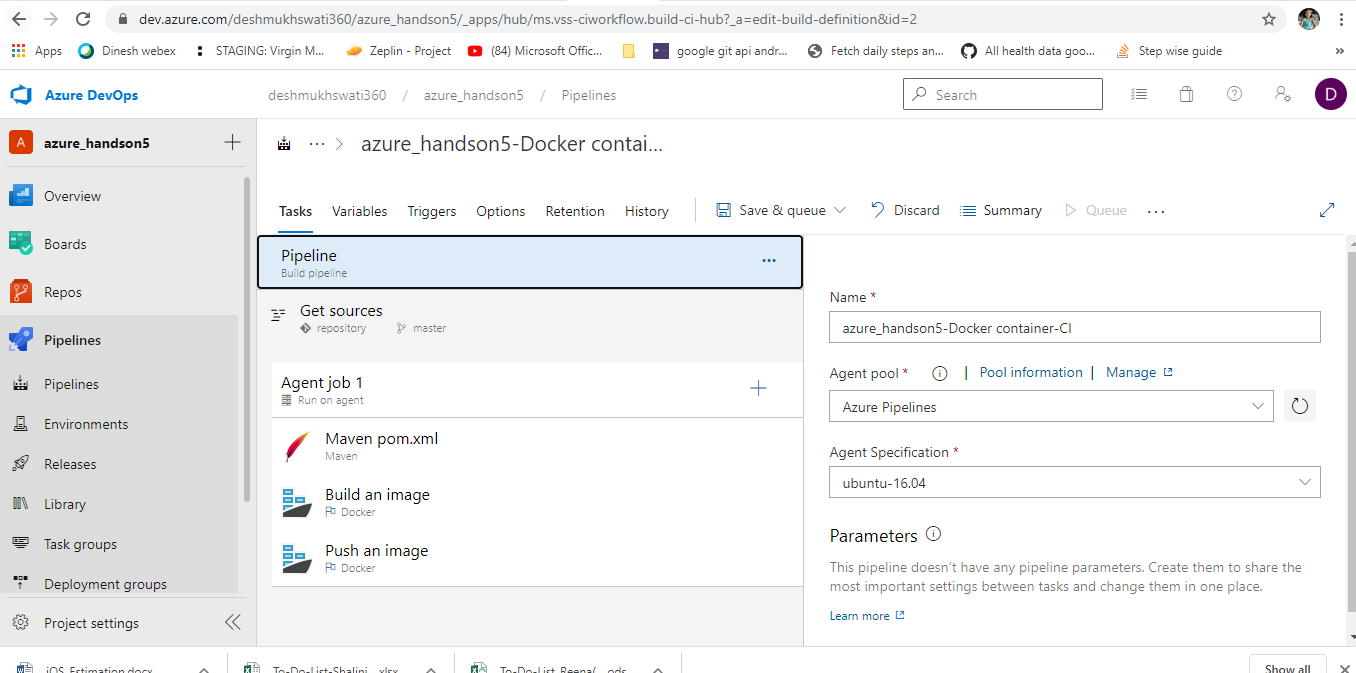 dev.azure.com/deshmukhswati360/azure_handson5/_apps/hub/ms.vss-ciworkflow.build-ci-hub?_a=edit-build-definition&id=2
Apps Dinesh webex STAGING: Virgin M... Zeplin - Project (84) Microsoft Offic... google git api andr... Fetch daily steps an... All health data goo... Step wise guide »
Azure DevOps deshmukhswati360 / azure_handson5 / Pipelines Search D
A azure_handson5
... > azure_handson5-Docker contai...
Overview
Boards
Repos
Pipelines
Pipelines
Environments
Releases
Library
Task groups
Deployment groups
Project settings
Tasks Variables Triggers Options Retention History Save & queue Discard Summary Queue ...
Pipeline ...
Build pipeline
Get sources
repository master
Agent job 1
Run on agent
Maven pom.xml
Maven
Build an image
Docker
Push an image
Docker
Name *
azure_handson5-Docker container-CI
Agent pool * | Pool information | Manage
Azure Pipelines
Agent Specification *
ubuntu-16.04
Parameters
This pipeline doesn't have any pipeline parameters. Create them to share the
most important settings between tasks and change them in one place.
Learn more
iOS Estimation.docx To-Do-List-Shalini....xlsx To-Do-List_Reena(....ods Show all